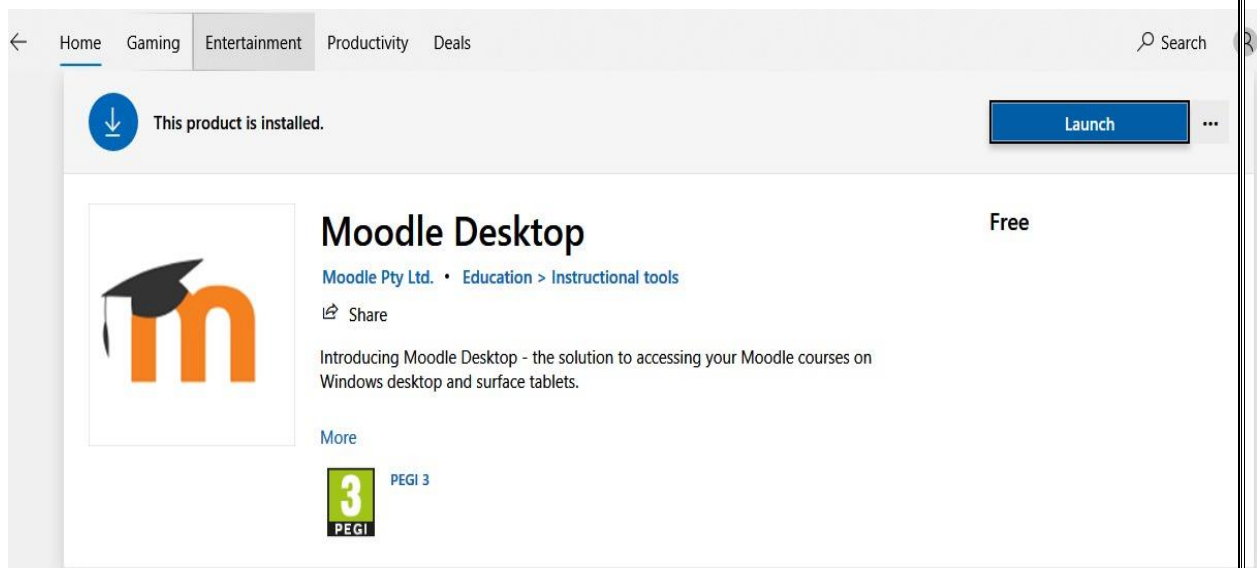 Home Gaming Entertainment Productivity Deals Search
This product is installed. Launch ...
m
Moodle Desktop Free
Moodle Pty Ltd. • Education > Instructional tools
Share
Introducing Moodle Desktop - the solution to accessing your Moodle courses on
Windows desktop and surface tablets.
More
3 PEGI 3
PEGI